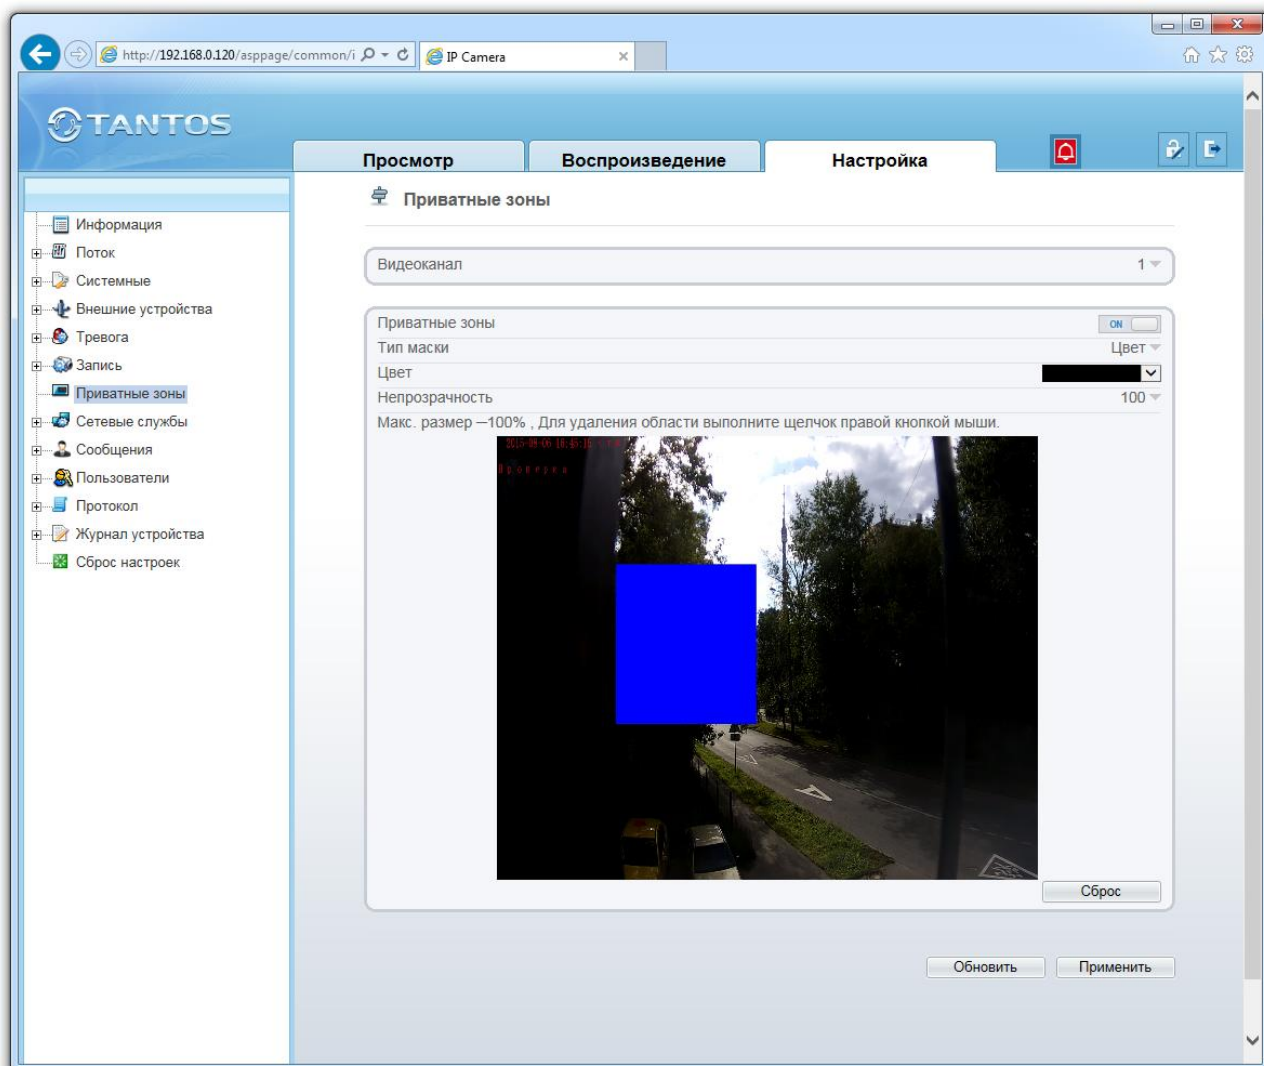 http://192.168.0.120/asppage/common/i
IP Camera
TANTOS
Просмотр
Воспроизведение
Настройка
Приватные зоны
Информация
Поток
Системные
Внешние устройства
Тревога
Запись
Приватные зоны
Сетевые службы
Сообщения
Пользователи
Протокол
Журнал устройства
Сброс настроек
Видеоканал 1
Приватные зоны ON
Тип маски Цвет
Цвет
Непрозрачность 100
Макс. размер —100% , Для удаления области выполните щелчок правой кнопкой мыши.
Проверка
Сброс
Обновить Применить